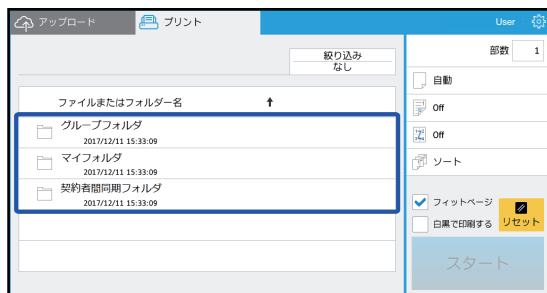 アップロード
プリント
User
絞り込み
なし
部数 1
自動
ファイルまたはフォルダー名 ↑
Off
グループフォルダ
2017/12/11 15:33:09
Off
マイフォルダ
2017/12/11 15:33:09
ソート
契約者間同期フォルダ
2017/12/11 15:33:09
フィットページ
白黒で印刷する
リセット
スタート